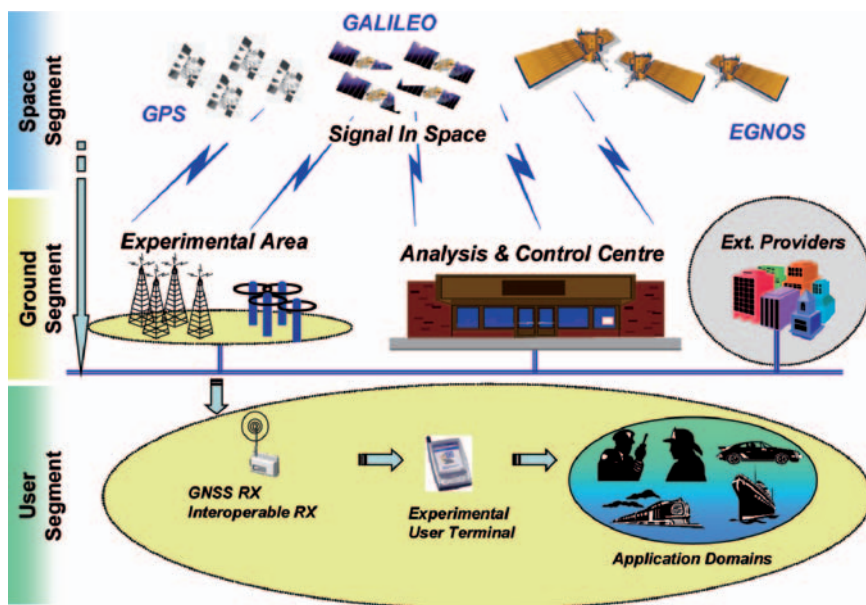 Space
Segment
GALILEO
GPS
Signal In Space
EGNOS
Ground
Segment
Experimental Area
Analysis & Control Centre
Ext. Providers
User
Segment
GNSS RX
Interoperable RX
Experimental
User Terminal
Application Domains